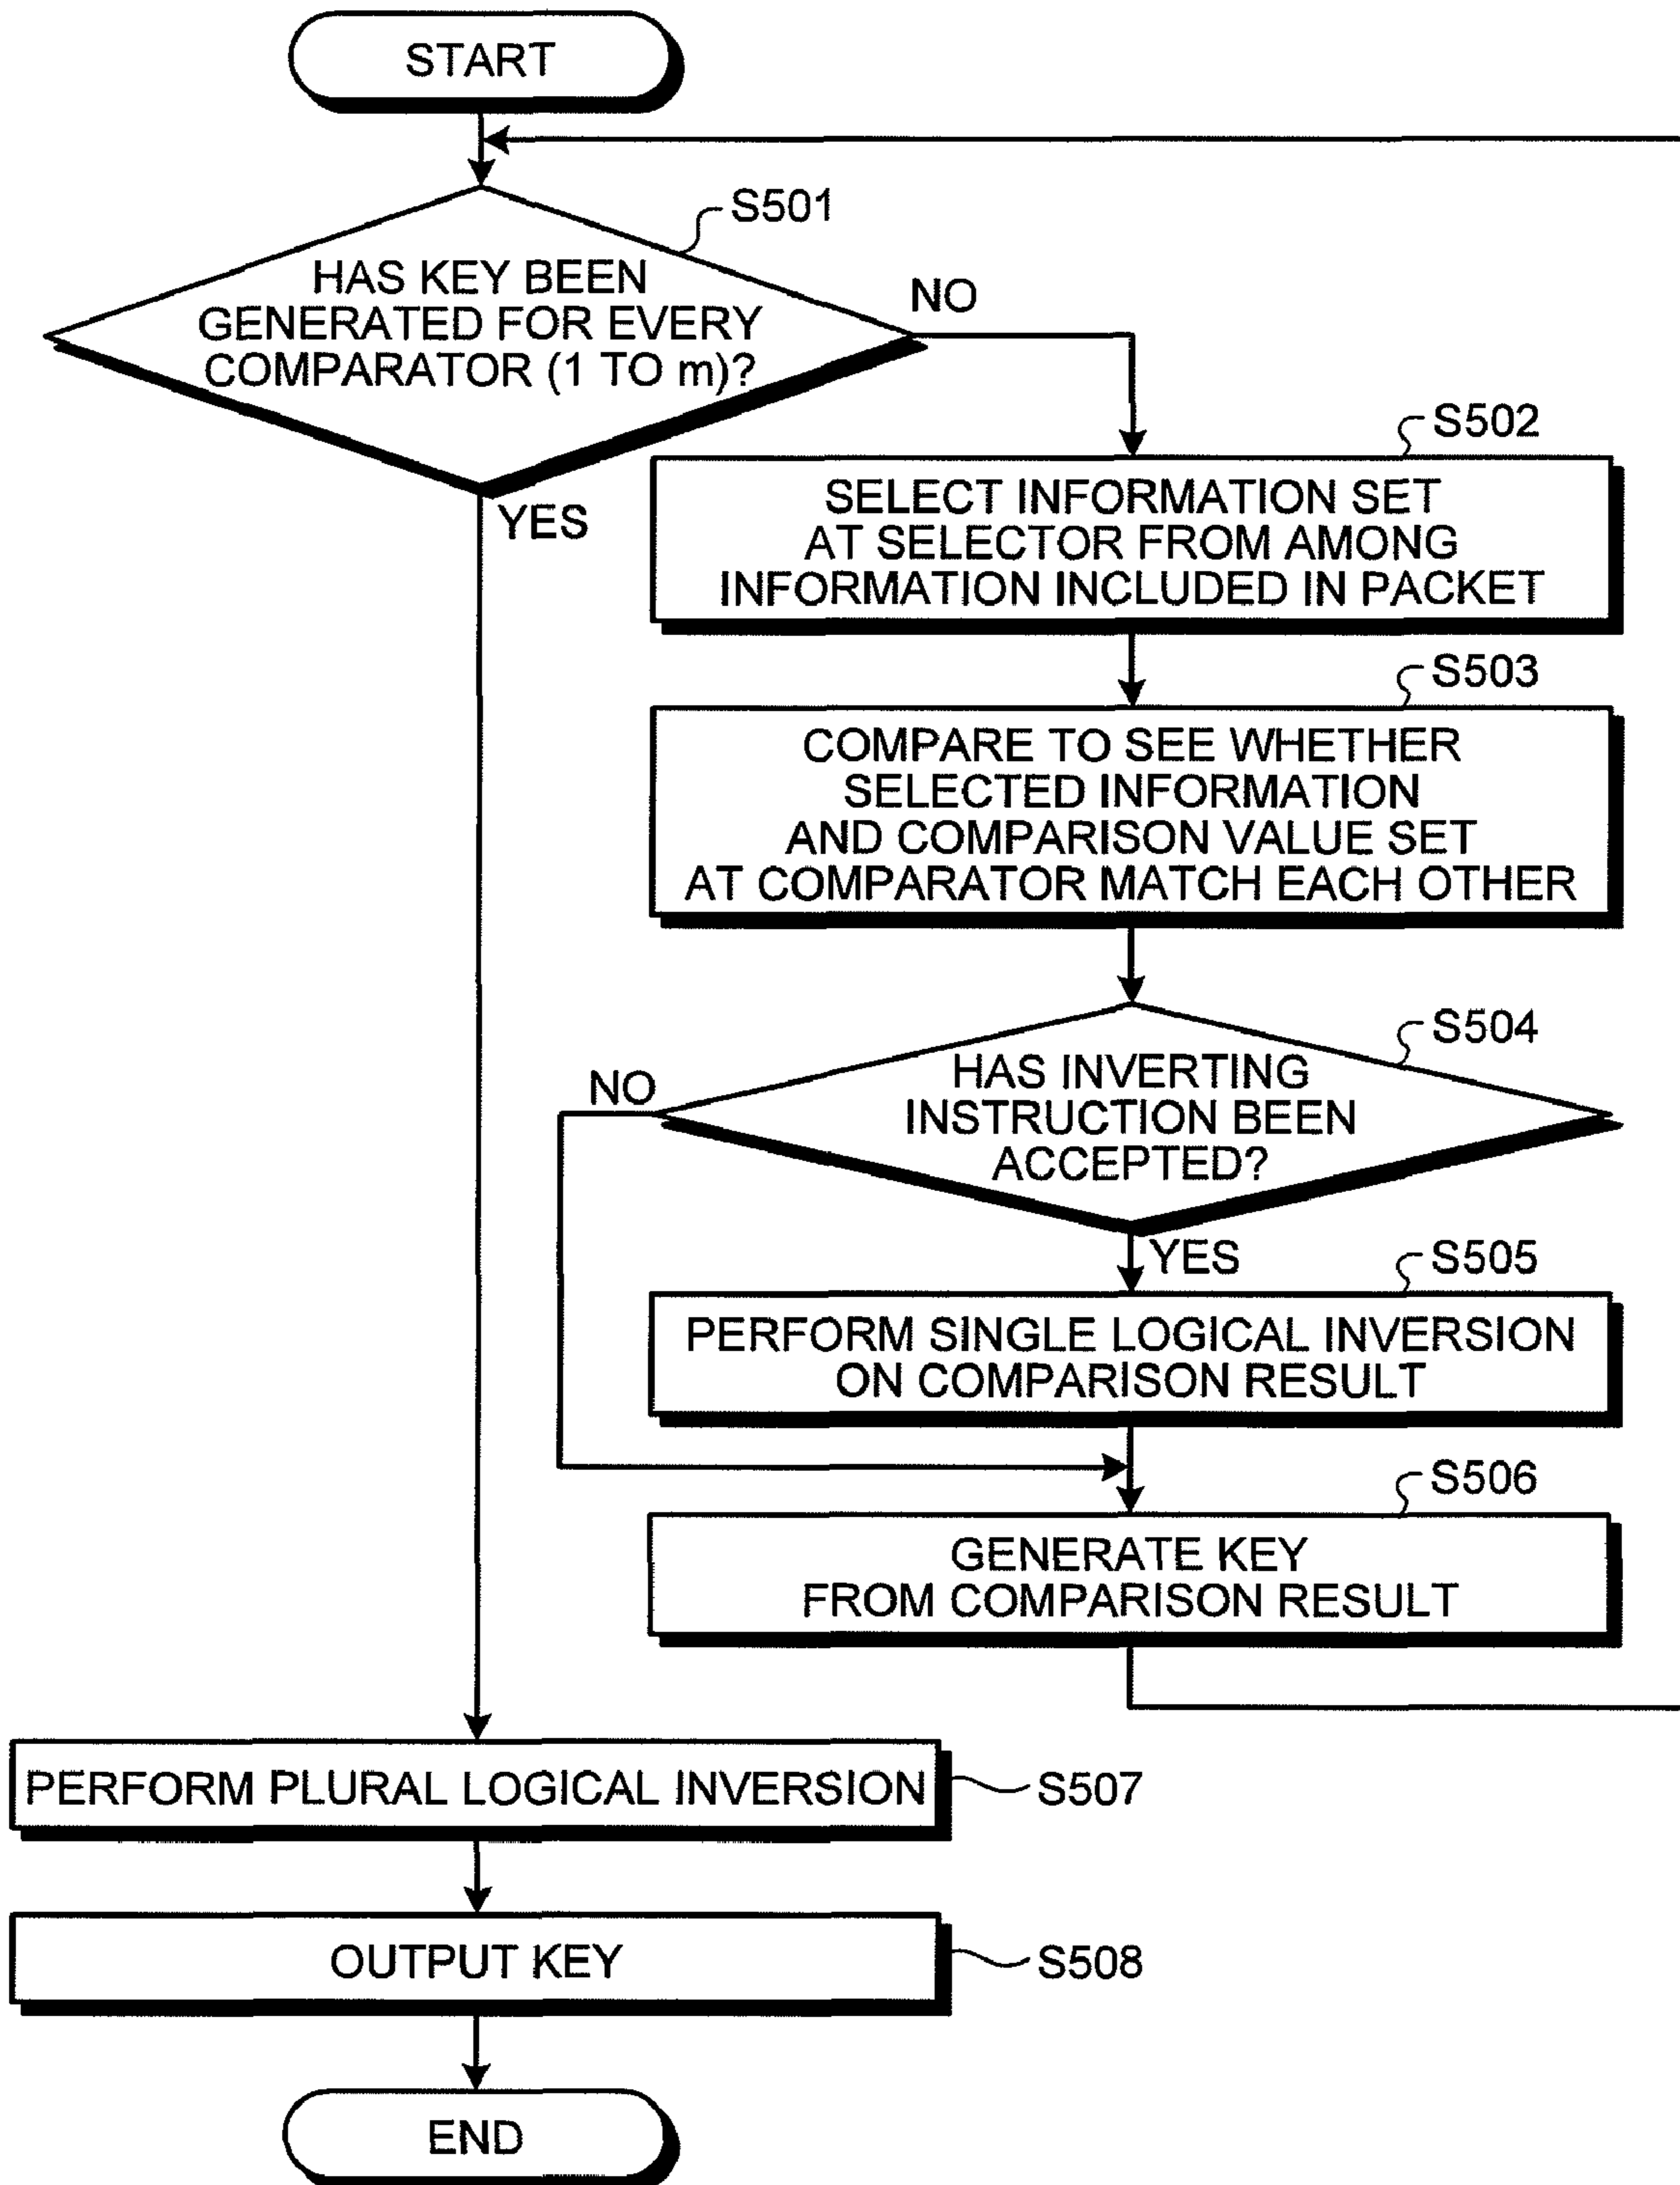 START
S501
HAS KEY BEEN
GENERATED FOR EVERY
COMPARATOR (1 TO m)?
NO
YES
S502
SELECT INFORMATION SET
AT SELECTOR FROM AMONG
INFORMATION INCLUDED IN PACKET
S503
COMPARE TO SEE WHETHER
SELECTED INFORMATION
AND COMPARISON VALUE SET
AT COMPARATOR MATCH EACH OTHER
S504
HAS INVERTING
INSTRUCTION BEEN
ACCEPTED?
NO
YES
S505
PERFORM SINGLE LOGICAL INVERSION
ON COMPARISON RESULT
S506
GENERATE KEY
FROM COMPARISON RESULT
PERFORM PLURAL LOGICAL INVERSION
S507
OUTPUT KEY
S508
END